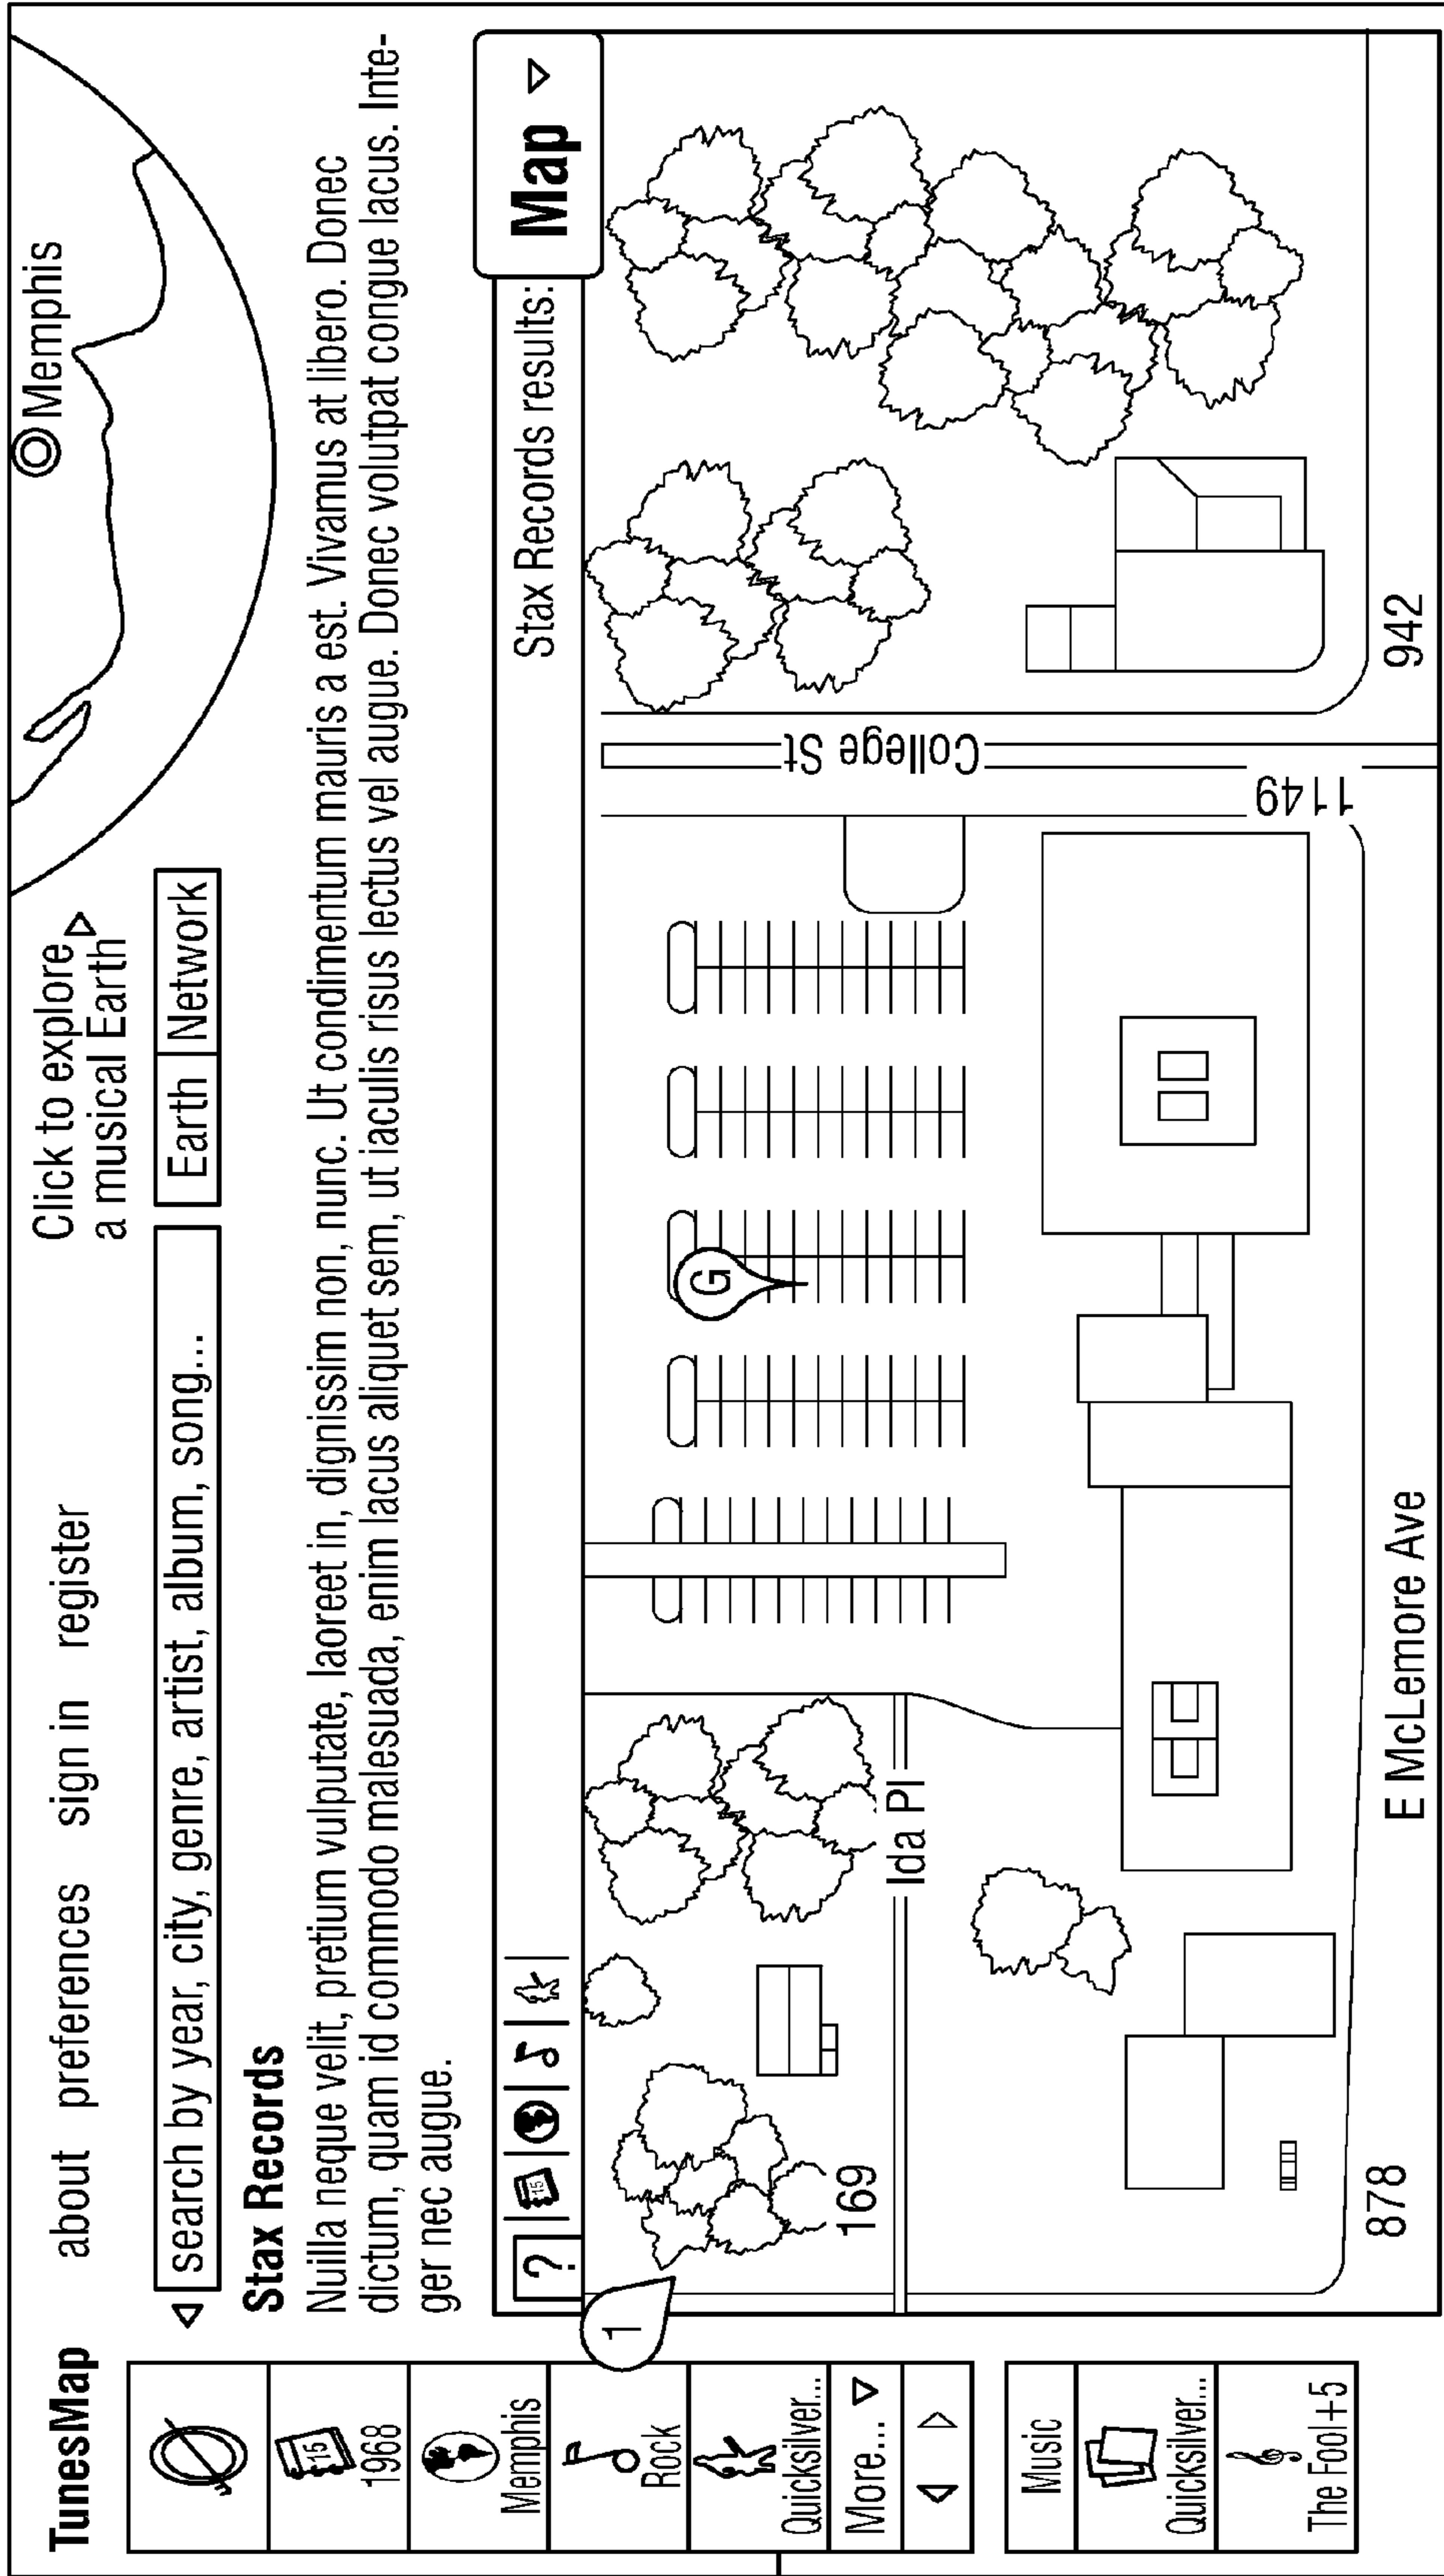 TunesMap
about preferences sign in register
Click to explore
a musical Earth
Memphis
search by year, city, genre, artist, album, song...
Earth Network
Stax Records
Nuilla neque velit, pretium vulputate, laoreet in, dignissim non, nunc. Ut condimentum mauris a est. Vivamus at libero. Donec
dictum, quam id commodo malesuada, enim lacus aliquet sem, ut iaculis risus lectus vel augue. Donec volutpat congue lacus. Inte-
ger nec augue.
15
1968
Memphis
Rock
Quicksilver...
More...
Music
Quicksilver...
The Fool+5
? 15
Stax Records results:
Map
1
G
169
Ida Pl
College St
1149
878
E McLemore Ave
942